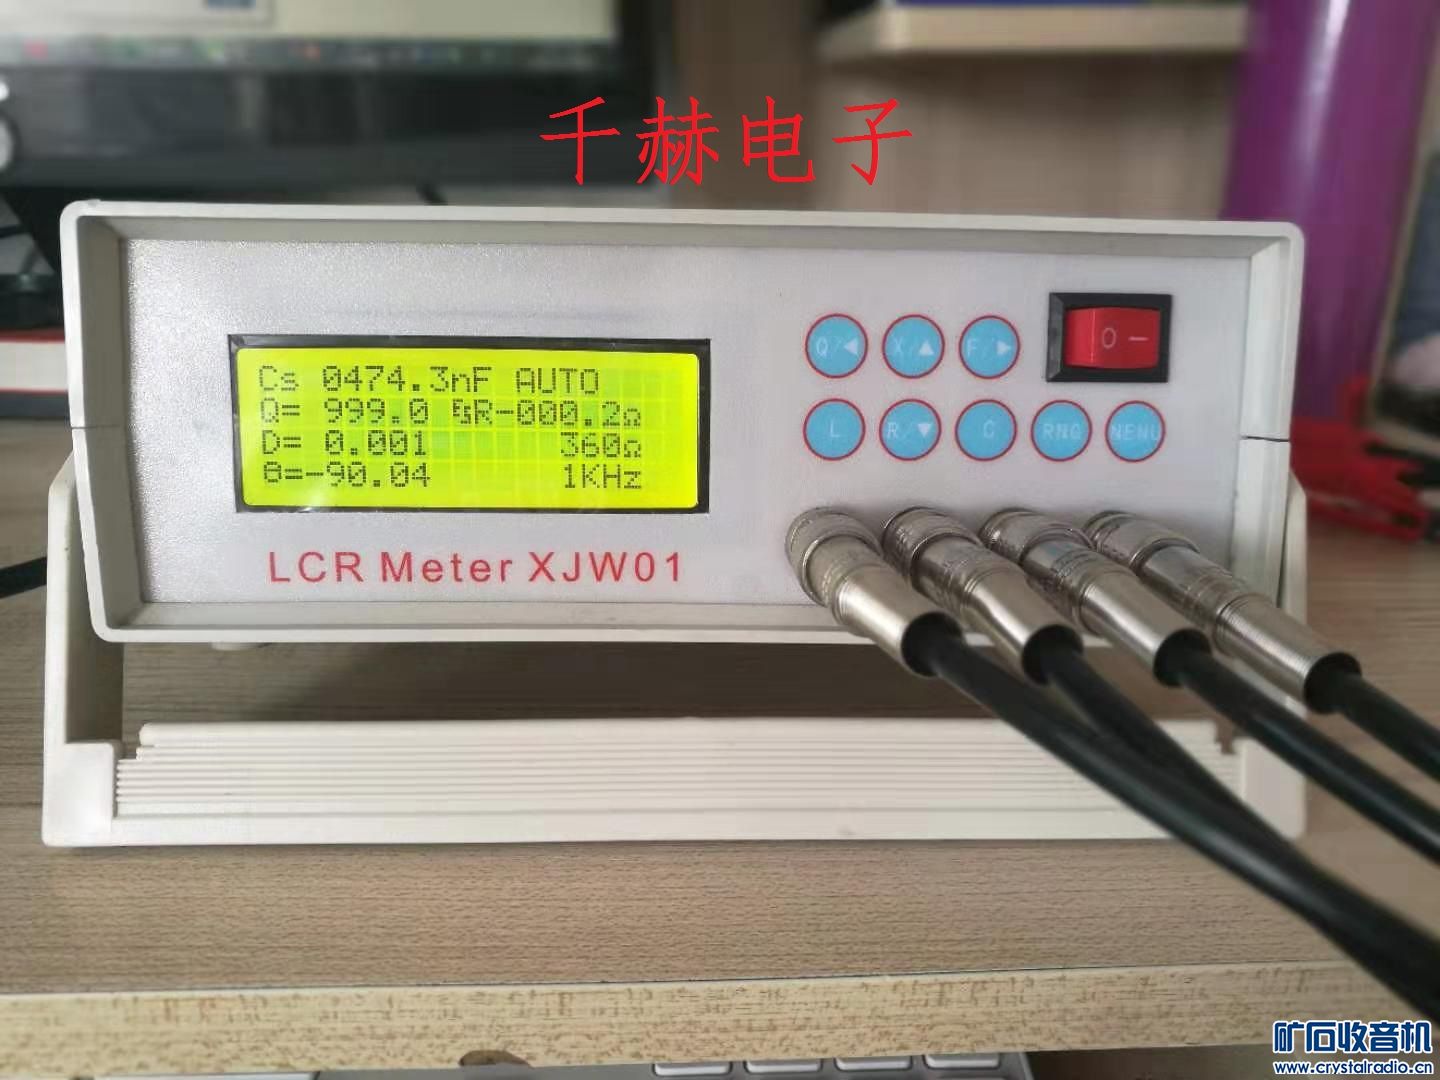 千赫电子
Cs 0474.3nF AUTO
Q= 999.0 R-000.2Ω
D= 0.001 360Ω
θ=-90.04 1KHz
Q/◀ X/▲ F/▶
O —
L R/▼ C RNG MENU
LCR Meter XJW01
矿石收音机
www.crystalradio.cn